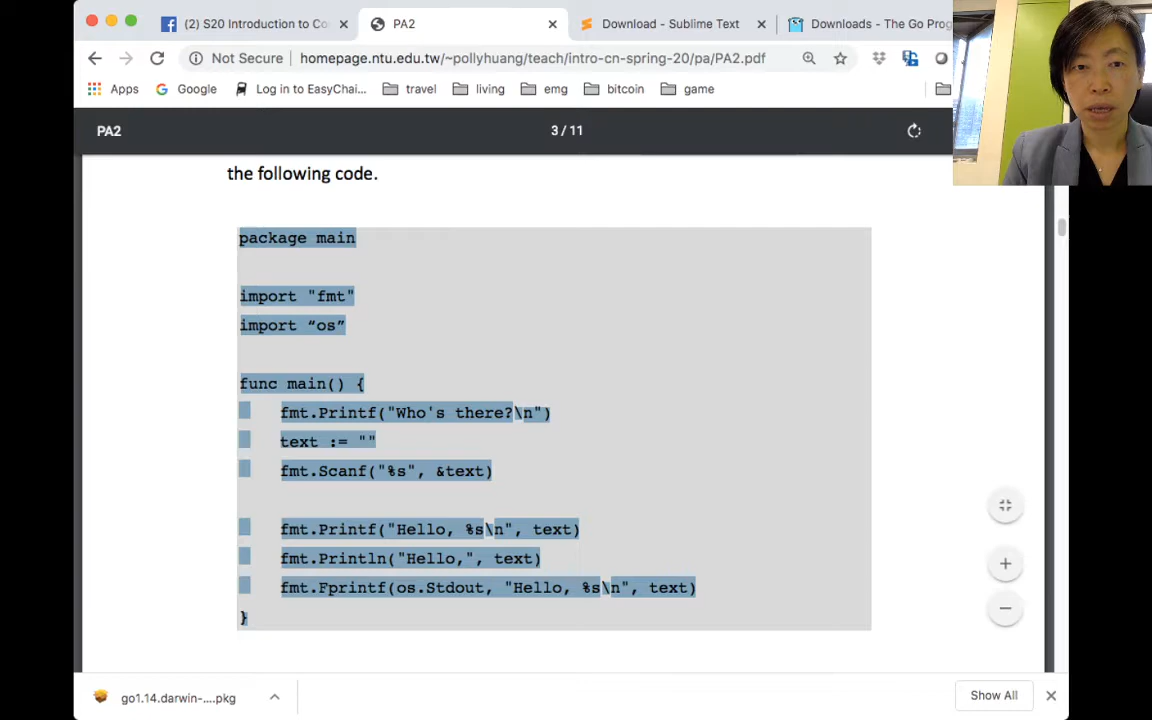 (2) S20 Introduction to Co
PA2
Download - Sublime Text
Downloads - The Go Prog
Not Secure
homepage.ntu.edu.tw/~pollyhuang/teach/intro-cn-spring-20/pa/PA2.pdf
Apps
Google
Log in to EasyChai...
travel
living
emg
bitcoin
game
PA2
3 / 11
the following code.
package main
import "fmt"
import “os”
func main() {
fmt.Printf("Who's there?\n")
text := ""
fmt.Scanf("%s", &text)
fmt.Printf("Hello, %s\n", text)
fmt.Println("Hello,", text)
fmt.Fprintf(os.Stdout, "Hello, %s\n", text)
}
go1.14.darwin-....pkg
Show All